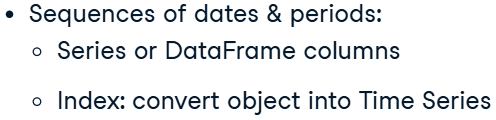 • Sequences of dates & periods:
◦ Series or DataFrame columns
◦ Index: convert object into Time Series